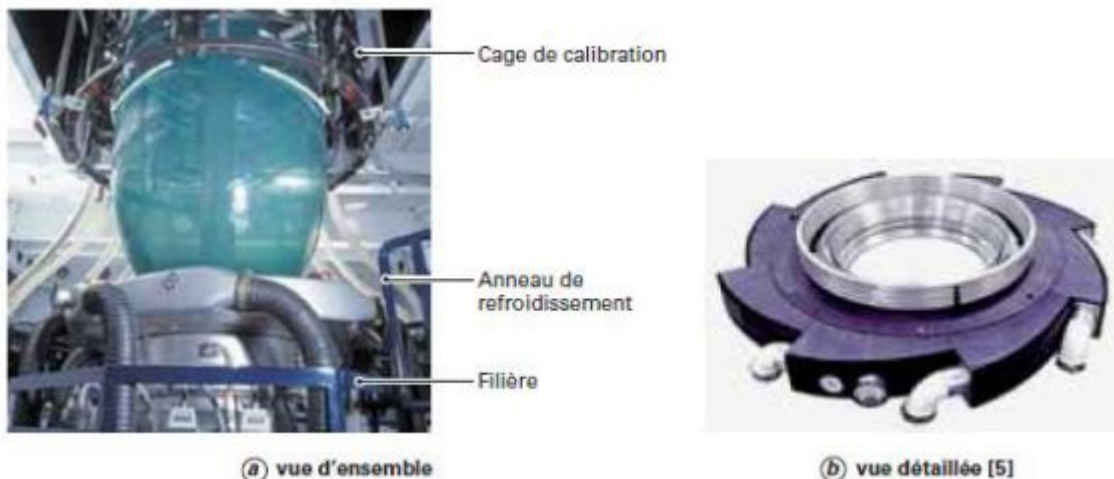 Cage de calibration
Anneau de
refroidissement
Filière
a vue d'ensemble
b vue détaillée [5]